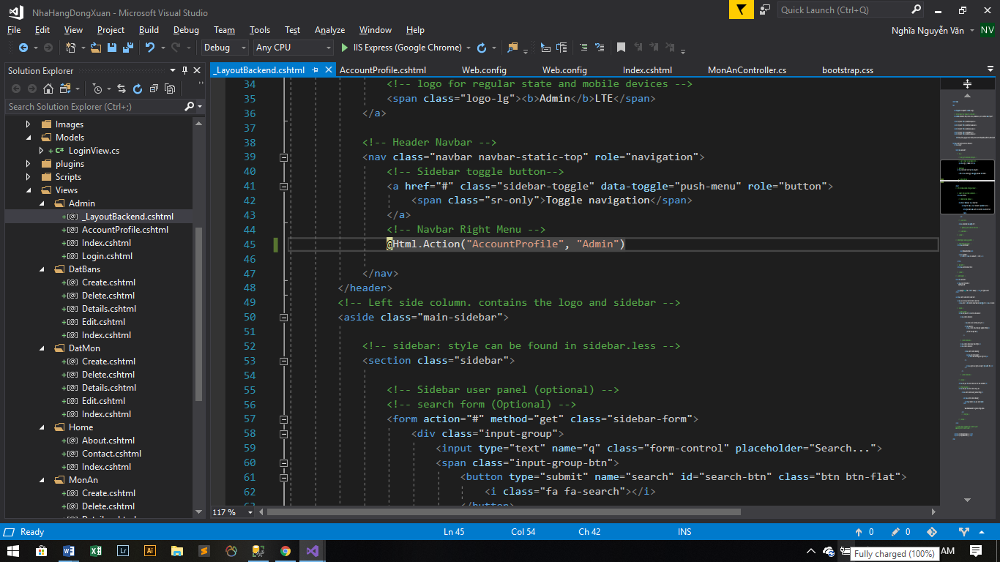 NhaHangDongXuan - Microsoft Visual Studio
Quick Launch (Ctrl+Q)
File Edit View Project Build Debug Team Tools Test Analyze Window Help
Nghĩa Nguyễn Văn NV
Debug Any CPU IIS Express (Google Chrome)
Solution Explorer
_LayoutBackend.cshtml AccountProfile.cshtml Web.config Web.config Index.cshtml MonAnController.cs bootstrap.css
Search Solution Explorer (Ctrl+;)
Images
Models
C# LoginView.cs
plugins
Scripts
Views
Admin
_LayoutBackend.cshtml
AccountProfile.cshtml
Index.cshtml
Login.cshtml
DatBans
Create.cshtml
Delete.cshtml
Details.cshtml
Edit.cshtml
Index.cshtml
DatMon
Create.cshtml
Delete.cshtml
Details.cshtml
Edit.cshtml
Index.cshtml
Home
About.cshtml
Contact.cshtml
Index.cshtml
MonAn
Create.cshtml
Delete.cshtml
34 <!-- logo for regular state and mobile devices -->
35 <span class="logo-lg"><b>Admin</b>LTE</span>
36 </a>
37
38 <!-- Header Navbar -->
39 <nav class="navbar navbar-static-top" role="navigation">
40 <!-- Sidebar toggle button-->
41 <a href="#" class="sidebar-toggle" data-toggle="push-menu" role="button">
42 <span class="sr-only">Toggle navigation</span>
43 </a>
44 <!-- Navbar Right Menu -->
45 @Html.Action("AccountProfile", "Admin")
46
47 </nav>
48 </header>
49 <!-- Left side column. contains the logo and sidebar -->
50 <aside class="main-sidebar">
51
52 <!-- sidebar: style can be found in sidebar.less -->
53 <section class="sidebar">
54
55 <!-- Sidebar user panel (optional) -->
56 <!-- search form (Optional) -->
57 <form action="#" method="get" class="sidebar-form">
58 <div class="input-group">
59 <input type="text" name="q" class="form-control" placeholder="Search...">
60 <span class="input-group-btn">
61 <button type="submit" name="search" id="search-btn" class="btn btn-flat">
62 <i class="fa fa-search"></i>
</button>
117 %
Ready Ln 45 Col 54 Ch 42 INS 0 0
Lr Ai AM
Fully charged (100%)